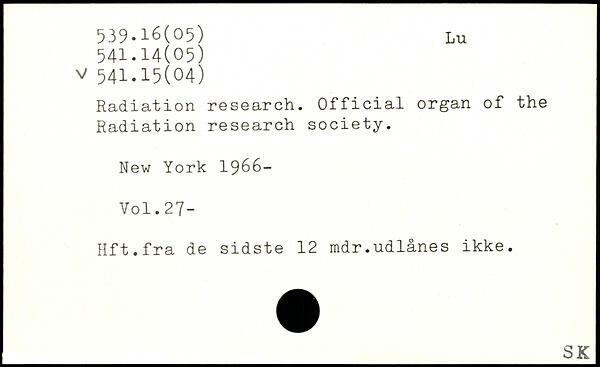 539.16(05)
Lu
541.14(05)
v 541.15(04)
Radiation research. Official organ of the
Radiation research society.
New York 1966-
Vol.27-
Hft.fra de sidste 12 mdr.udlånes ikke.
SK